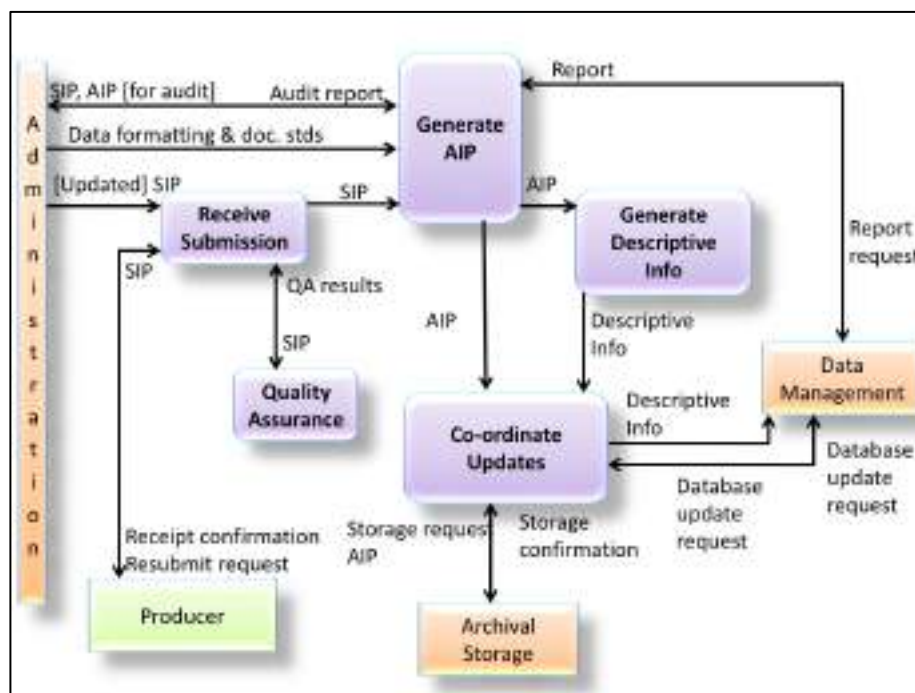 Administration
SIP, AIP [for audit]
Audit report
Data formatting & doc. stds
[Updated] SIP
Receive
Submission
SIP
Generate
AIP
Report
AIP
Generate
Descriptive
Info
Report
request
SIP
QA results
SIP
Quality
Assurance
AIP
Descriptive
Info
Data
Management
Co-ordinate
Updates
Descriptive
Info
Database
update
request
Database
update
request
Storage reques
AIP
Storage
confirmation
Receipt confirmation
Resubmit request
Producer
Archival
Storage